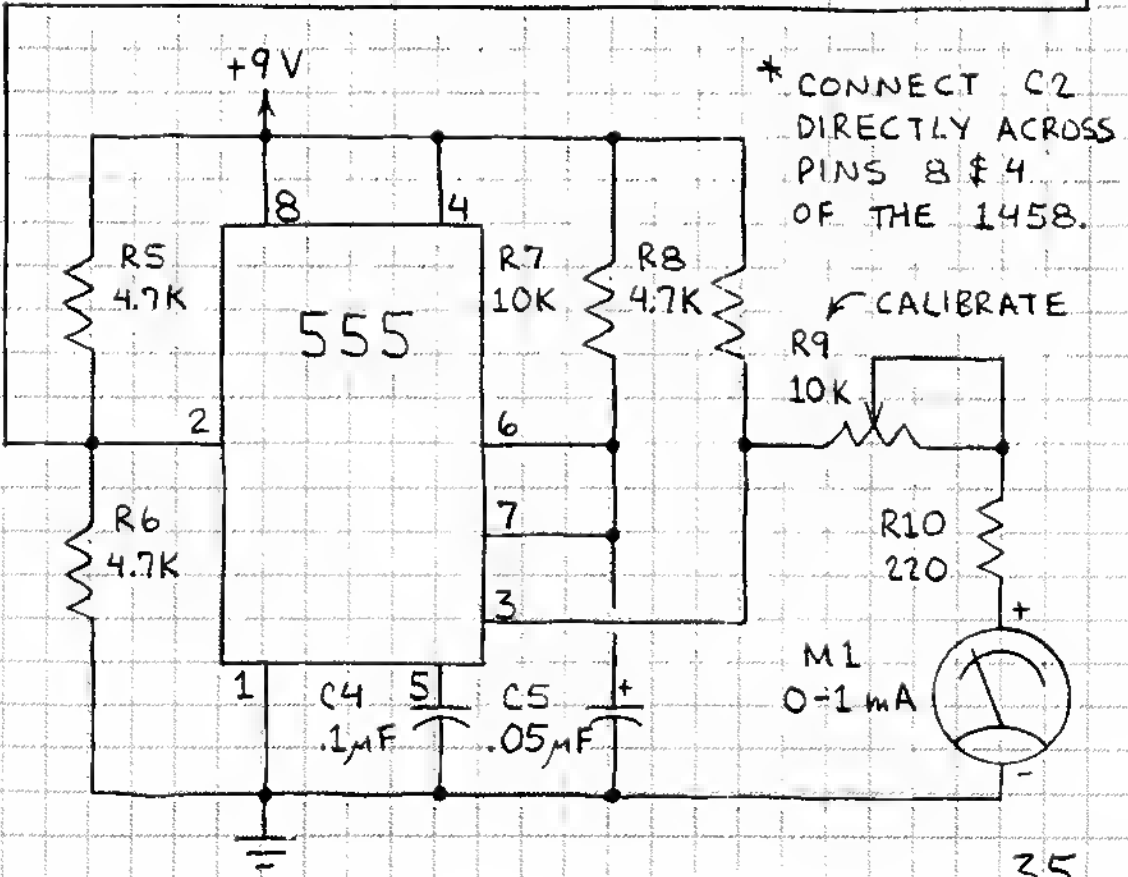 +9V
* CONNECT C2
DIRECTLY ACROSS
PINS 8 & 4
OF THE 1458.
8
4
R5
4.7K
555
R7
10K
R8
4.7K
CALIBRATE
R9
10K
2
6
R6
4.7K
7
R10
220
3
+
1
C4
.1µF
5
C5
.05µF
+
M1
0-1 mA
-
35